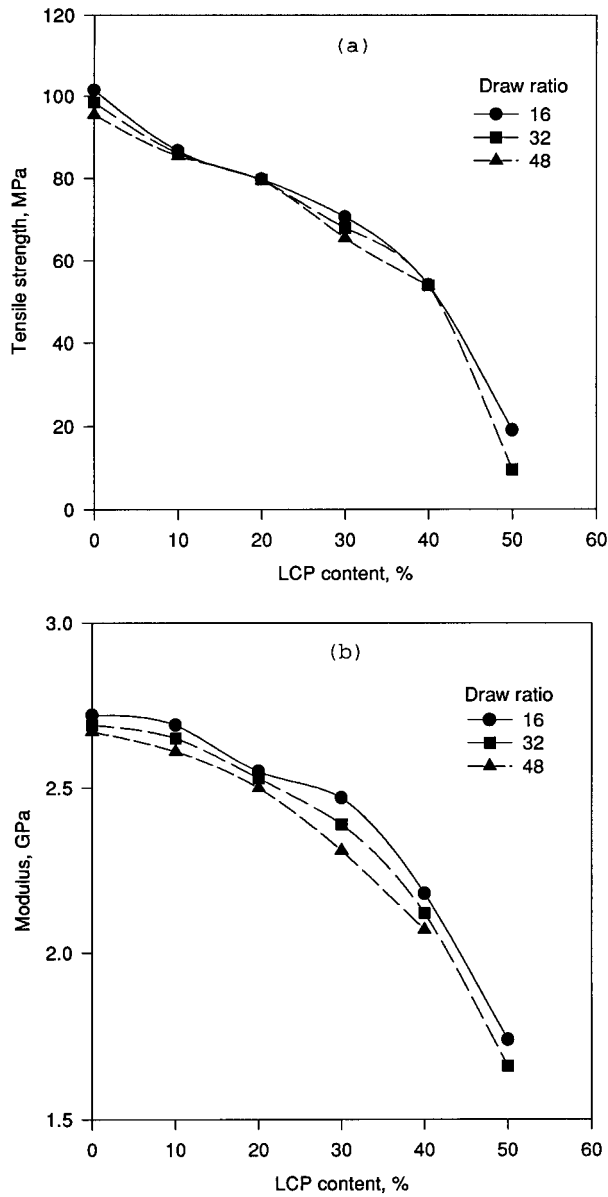 (a)
Draw ratio
16
32
48
120
100
80
60
40
20
0
Tensile strength, MPa
0 10 20 30 40 50 60
LCP content, %
(b)
Draw ratio
16
32
48
3.0
2.5
2.0
1.5
Modulus, GPa
0 10 20 30 40 50 60
LCP content, %